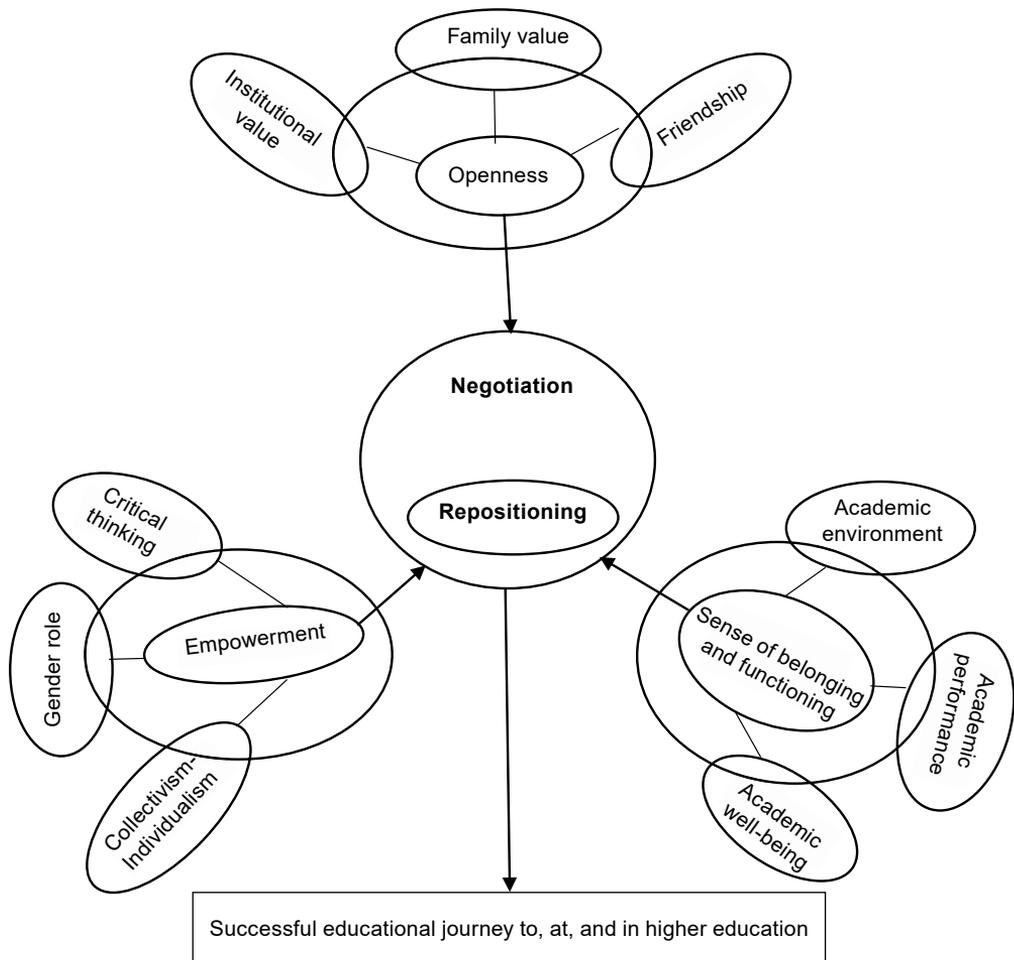 Family value
Institutional
value
Friendship
Openness
Negotiation
Repositioning
Critical
thinking
Gender role
Empowerment
Collectivism-
Individualism
Academic
environment
Sense of belonging
and functioning
Academic
performance
Academic
well-being
Successful educational journey to, at, and in higher education